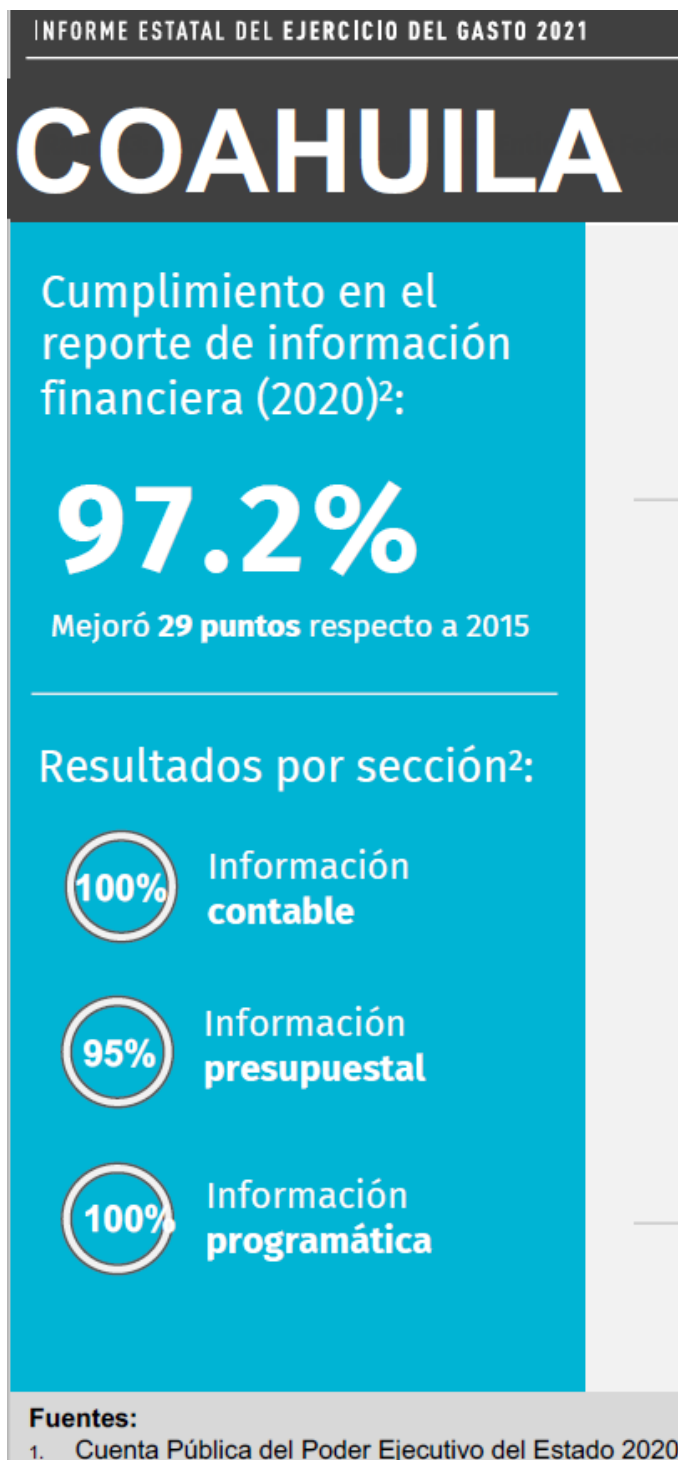 INFORME ESTATAL DEL EJERCICIO DEL GASTO 2021
COAHUILA
Cumplimiento en el
reporte de información
financiera (2020)²:
97.2%
Mejoró 29 puntos respecto a 2015
Resultados por sección²:
100%
Información
contable
95%
Información
presupuestal
100%
Información
programática
Fuentes:
1. Cuenta Pública del Poder Ejecutivo del Estado 2020